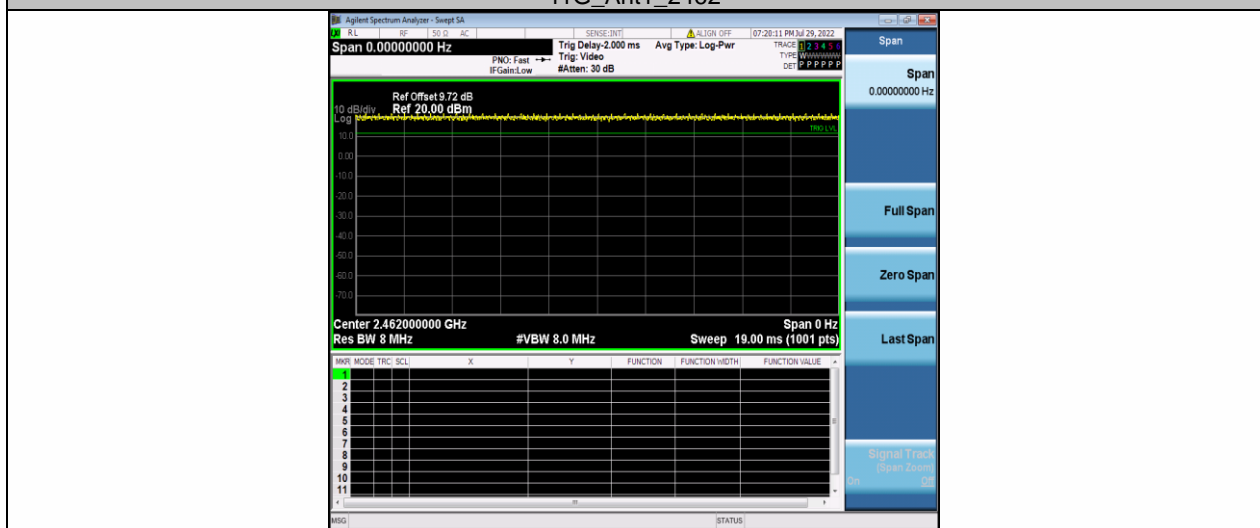 Agilent Spectrum Analyzer - Swept SA
RL RF 50 Ω AC SENSE:INT ALIGN OFF 07:20:11 PM Jul 29, 2022
Span 0.00000000 Hz
Trig Delay-2.000 ms Avg Type: Log-Pwr
TRACE 1 2 3 4 5 6
PNO: Fast Trig: Video
TYPE WWWWWW
IFGain:Low #Atten: 30 dB
DET P P P P P P
Ref Offset 9.72 dB
10 dB/div Ref 20.00 dBm
Log
TRIG LVL
10.0
0.00
-10.0
-20.0
-30.0
-40.0
-50.0
-60.0
-70.0
Center 2.462000000 GHz Span 0 Hz
Res BW 8 MHz #VBW 8.0 MHz Sweep 19.00 ms (1001 pts)
MKR MODE TRC SCL X Y FUNCTION FUNCTION WIDTH FUNCTION VALUE
1
2
3
4
5
6
7
8
9
10
11
MSG STATUS
Span
Span
0.00000000 Hz
Full Span
Zero Span
Last Span
Signal Track
(Span Zoom)
On Off